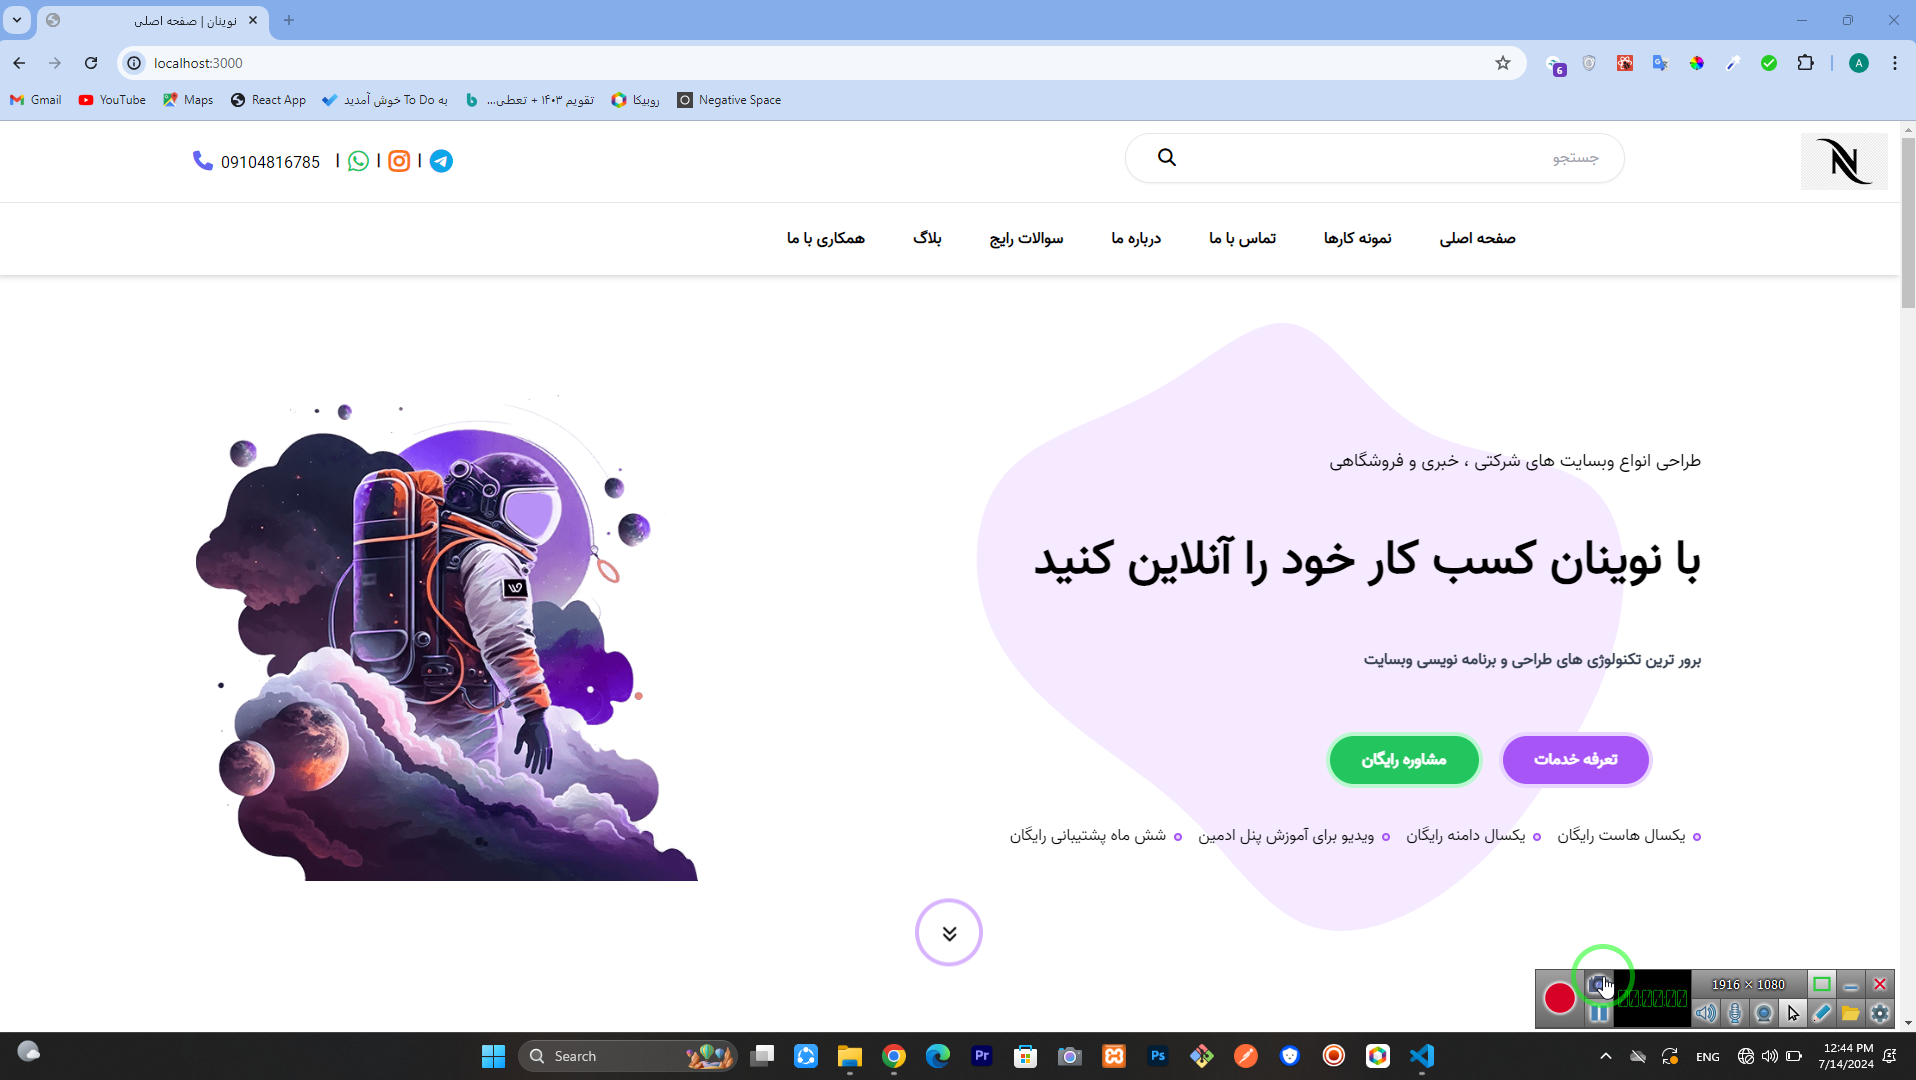 نوینان | صفحه اصلی
localhost:3000
6
A
Gmail
YouTube
Maps
React App
به To Do خوش آمدید
تقویم ۱۴۰۳ + تعطی...
روبیکا
Negative Space
09104816785
جستجو
N
صفحه اصلی
نمونه کارها
تماس با ما
درباره ما
سوالات رایج
بلاگ
همکاری با ما
طراحی انواع وبسایت های شرکتی ، خبری و فروشگاهی
با نوینان کسب کار خود را آنلاین کنید
برور ترین تکنولوژی های طراحی و برنامه نویسی وبسایت
تعرفه خدمات
مشاوره رایگان
یکسال هاست رایگان
یکسال دامنه رایگان
ویدیو برای آموزش پنل ادمین
شش ماه پشتیبانی رایگان
1916 × 1080
Search
Pr
Ps
ENG
12:44 PM
7/14/2024